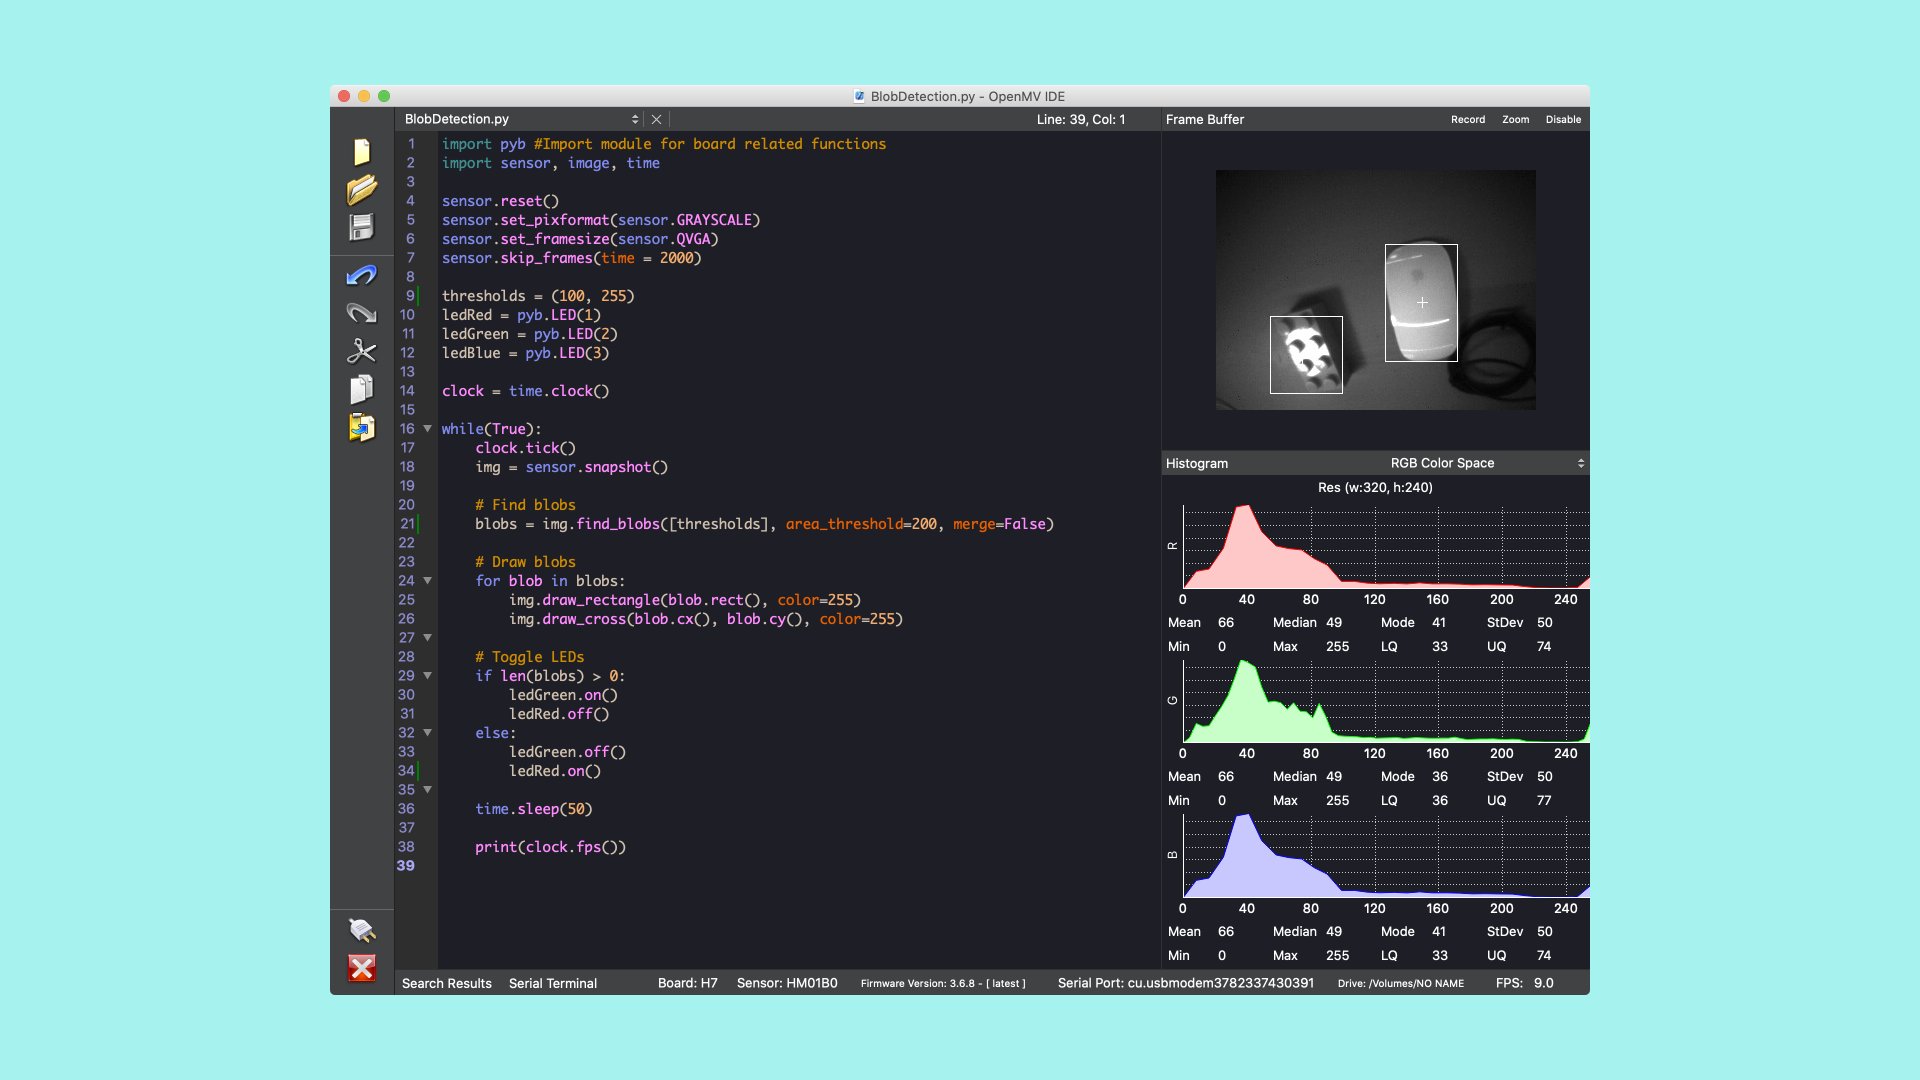 BlobDetection.py - OpenMV IDE
BlobDetection.py Line: 39, Col: 1
1 import pyb #Import module for board related functions
2 import sensor, image, time
3
4 sensor.reset()
5 sensor.set_pixformat(sensor.GRAYSCALE)
6 sensor.set_framesize(sensor.QVGA)
7 sensor.skip_frames(time = 2000)
8
9 thresholds = (100, 255)
10 ledRed = pyb.LED(1)
11 ledGreen = pyb.LED(2)
12 ledBlue = pyb.LED(3)
13
14 clock = time.clock()
15
16 while(True):
17 clock.tick()
18 img = sensor.snapshot()
19
20 # Find blobs
21 blobs = img.find_blobs([thresholds], area_threshold=200, merge=False)
22
23 # Draw blobs
24 for blob in blobs:
25 img.draw_rectangle(blob.rect(), color=255)
26 img.draw_cross(blob.cx(), blob.cy(), color=255)
27
28 # Toggle LEDs
29 if len(blobs) > 0:
30 ledGreen.on()
31 ledRed.off()
32 else:
33 ledGreen.off()
34 ledRed.on()
35
36 time.sleep(50)
37
38 print(clock.fps())
39
Frame Buffer Record Zoom Disable
Histogram RGB Color Space
Res (w:320, h:240)
R
0 40 80 120 160 200 240
Mean 66 Median 49 Mode 41 StDev 50
Min 0 Max 255 LQ 33 UQ 74
G
0 40 80 120 160 200 240
Mean 66 Median 49 Mode 36 StDev 50
Min 0 Max 255 LQ 36 UQ 77
B
0 40 80 120 160 200 240
Mean 66 Median 49 Mode 41 StDev 50
Min 0 Max 255 LQ 33 UQ 74
Search Results Serial Terminal Board: H7 Sensor: HM01B0 Firmware Version: 3.6.8 - [ latest ] Serial Port: cu.usbmodem3782337430391 Drive: /Volumes/NO NAME FPS: 9.0